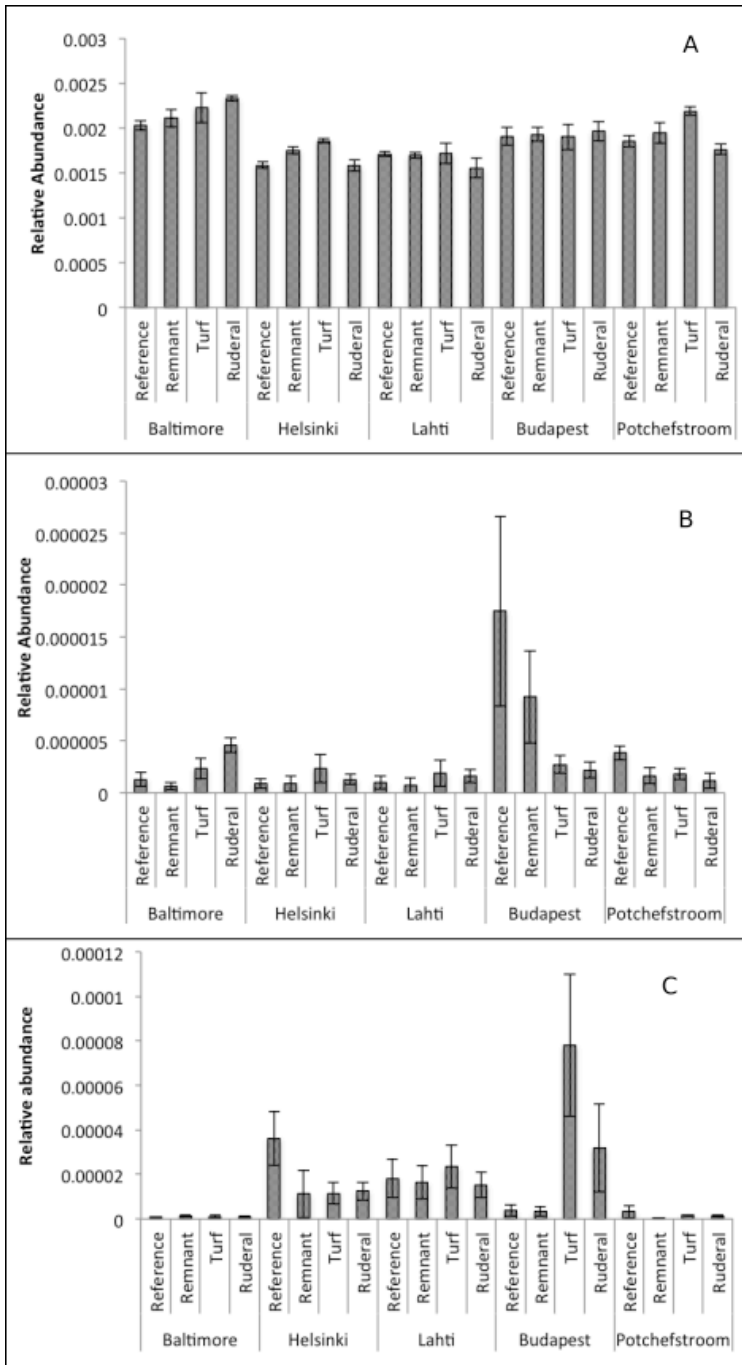 A
Relative Abundance
0.003
0.0025
0.002
0.0015
0.001
0.0005
0
Reference Remnant Turf Ruderal Reference Remnant Turf Ruderal Reference Remnant Turf Ruderal Reference Remnant Turf Ruderal Reference Remnant Turf Ruderal
Baltimore Helsinki Lahti Budapest Potchefstroom
B
Relative Abundance
0.00003
0.000025
0.00002
0.000015
0.00001
0.000005
0
Reference Remnant Turf Ruderal Reference Remnant Turf Ruderal Reference Remnant Turf Ruderal Reference Remnant Turf Ruderal Reference Remnant Turf Ruderal
Baltimore Helsinki Lahti Budapest Potchefstroom
C
Relative abundance
0.00012
0.0001
0.00008
0.00006
0.00004
0.00002
0
Reference Remnant Turf Ruderal Reference Remnant Turf Ruderal Reference Remnant Turf Ruderal Reference Remnant Turf Ruderal Reference Remnant Turf Ruderal
Baltimore Helsinki Lahti Budapest Potchefstroom